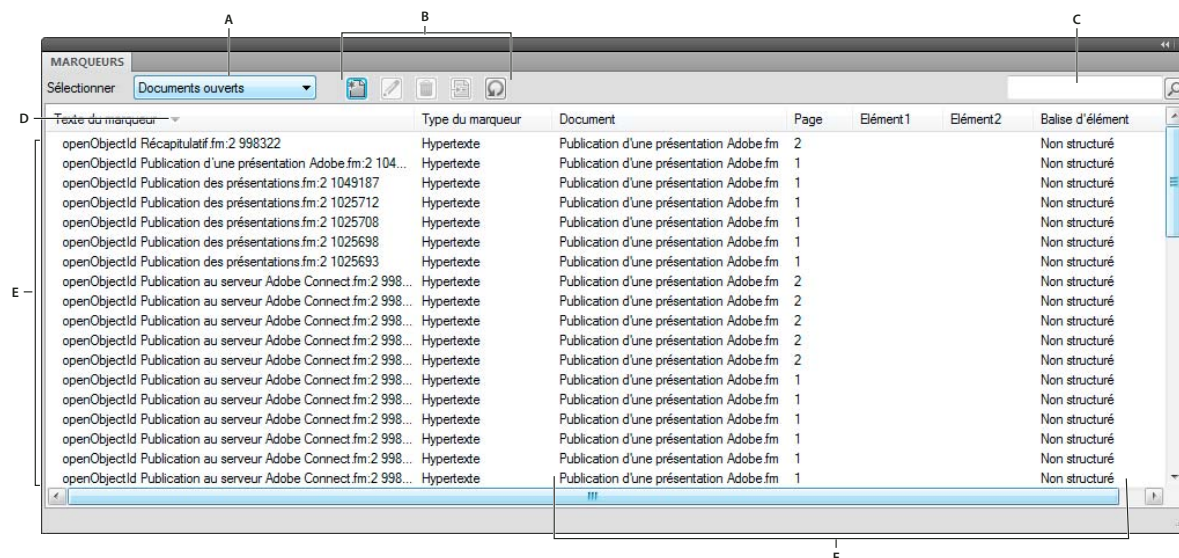 A
B
C
MARQUEURS
Sélectionner Documents ouverts
D Texte du marqueur Type du marqueur Document Page Elément1 Elément2 Balise d'élément
openObjectId Récapitulatif.fm:2 998322 Hypertexte Publication d'une présentation Adobe.fm 2 Non structuré
openObjectId Publication d'une présentation Adobe.fm:2 104... Hypertexte Publication d'une présentation Adobe.fm 1 Non structuré
openObjectId Publication des présentations.fm:2 1049187 Hypertexte Publication d'une présentation Adobe.fm 1 Non structuré
openObjectId Publication des présentations.fm:2 1025712 Hypertexte Publication d'une présentation Adobe.fm 1 Non structuré
openObjectId Publication des présentations.fm:2 1025708 Hypertexte Publication d'une présentation Adobe.fm 1 Non structuré
openObjectId Publication des présentations.fm:2 1025698 Hypertexte Publication d'une présentation Adobe.fm 1 Non structuré
openObjectId Publication des présentations.fm:2 1025693 Hypertexte Publication d'une présentation Adobe.fm 1 Non structuré
openObjectId Publication au serveur Adobe Connect.fm:2 998... Hypertexte Publication d'une présentation Adobe.fm 2 Non structuré
E openObjectId Publication au serveur Adobe Connect.fm:2 998... Hypertexte Publication d'une présentation Adobe.fm 2 Non structuré
openObjectId Publication au serveur Adobe Connect.fm:2 998... Hypertexte Publication d'une présentation Adobe.fm 2 Non structuré
openObjectId Publication au serveur Adobe Connect.fm:2 998... Hypertexte Publication d'une présentation Adobe.fm 2 Non structuré
openObjectId Publication au serveur Adobe Connect.fm:2 998... Hypertexte Publication d'une présentation Adobe.fm 2 Non structuré
openObjectId Publication au serveur Adobe Connect.fm:2 998... Hypertexte Publication d'une présentation Adobe.fm 1 Non structuré
openObjectId Publication au serveur Adobe Connect.fm:2 998... Hypertexte Publication d'une présentation Adobe.fm 1 Non structuré
openObjectId Publication au serveur Adobe Connect.fm:2 998... Hypertexte Publication d'une présentation Adobe.fm 1 Non structuré
openObjectId Publication au serveur Adobe Connect.fm:2 998... Hypertexte Publication d'une présentation Adobe.fm 1 Non structuré
openObjectId Publication au serveur Adobe Connect.fm:2 998... Hypertexte Publication d'une présentation Adobe.fm 1 Non structuré
openObjectId Publication au serveur Adobe Connect.fm:2 998... Hypertexte Publication d'une présentation Adobe.fm 1 Non structuré
F